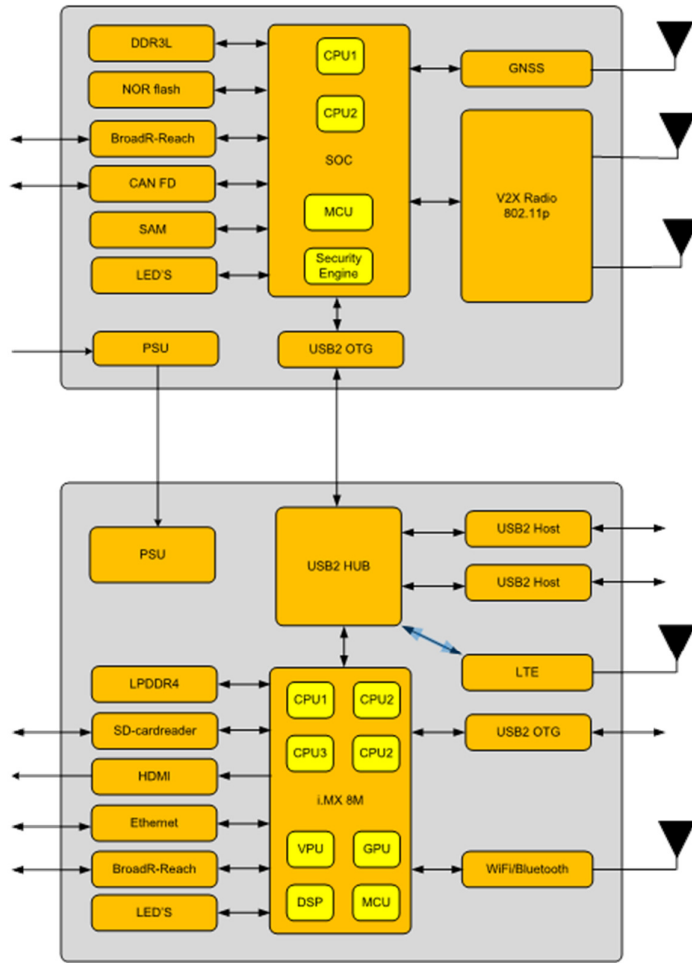 DDR3L
NOR flash
BroadR-Reach
CAN FD
SAM
LED'S
PSU
CPU1
CPU2
SOC
MCU
Security
Engine
USB2 OTG
GNSS
V2X Radio
802.11p
PSU
USB2 HUB
USB2 Host
USB2 Host
LTE
USB2 OTG
WiFi/Bluetooth
LPDDR4
SD-cardreader
HDMI
Ethernet
BroadR-Reach
LED'S
CPU1
CPU2
CPU3
CPU2
i.MX 8M
VPU
GPU
DSP
MCU